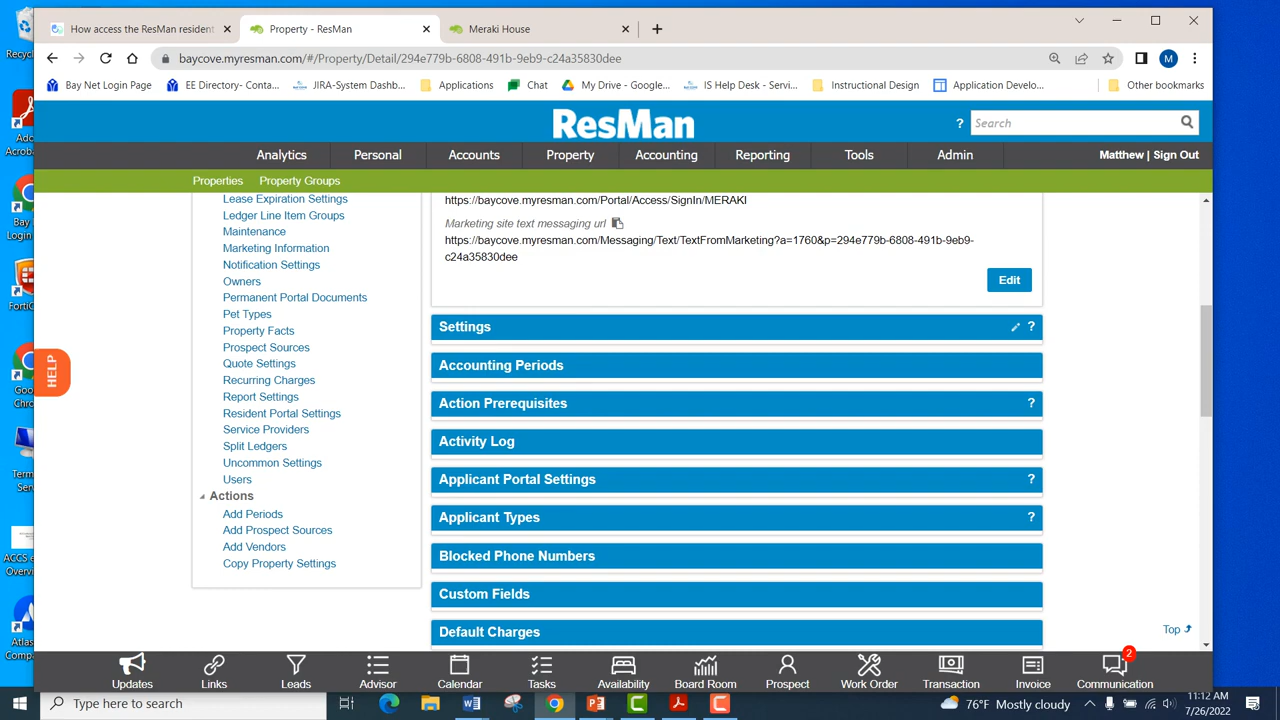 How access the ResMan resident
Property - ResMan
Meraki House
baycove.myresman.com/#/Property/Detail/294e779b-6808-491b-9eb9-c24a35830dee
M
Bay Net Login Page
EE Directory- Conta...
JIRA-System Dashb...
Applications
Chat
My Drive - Google...
IS Help Desk - Servi...
Instructional Design
Application Develo...
Other bookmarks
ResMan
?
Search
Analytics
Personal
Accounts
Property
Accounting
Reporting
Tools
Admin
Matthew | Sign Out
Properties
Property Groups
Lease Expiration Settings
Ledger Line Item Groups
Maintenance
Marketing Information
Notification Settings
Owners
Permanent Portal Documents
Pet Types
Property Facts
Prospect Sources
Quote Settings
Recurring Charges
Report Settings
Resident Portal Settings
Service Providers
Split Ledgers
Uncommon Settings
Users
Actions
Add Periods
Add Prospect Sources
Add Vendors
Copy Property Settings
https://baycove.myresman.com/Portal/Access/SignIn/MERAKI
Marketing site text messaging url
https://baycove.myresman.com/Messaging/Text/TextFromMarketing?a=1760&p=294e779b-6808-491b-9eb9-
c24a35830dee
Edit
Settings
?
Accounting Periods
Action Prerequisites
?
Activity Log
Applicant Portal Settings
?
Applicant Types
?
Blocked Phone Numbers
Custom Fields
Default Charges
Top
HELP
Updates
Links
Leads
Advisor
Calendar
Tasks
Availability
Board Room
Prospect
Work Order
Transaction
Invoice
2
Communication
Type here to search
76°F Mostly cloudy
11:12 AM
7/26/2022